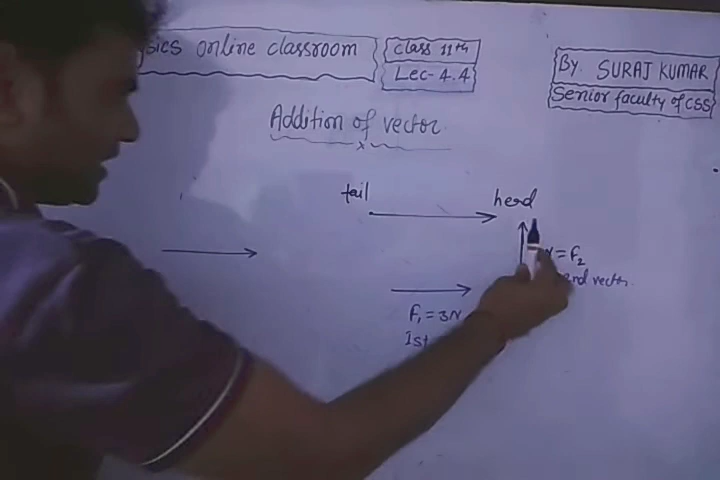 online classroom
Class 11th
Lec-4.4
By. SURAJ KUMAR
Senior faculty of CSS
Addition of vector
x
tail
head
= F₂
vector.
F₁ = 3N
Ist